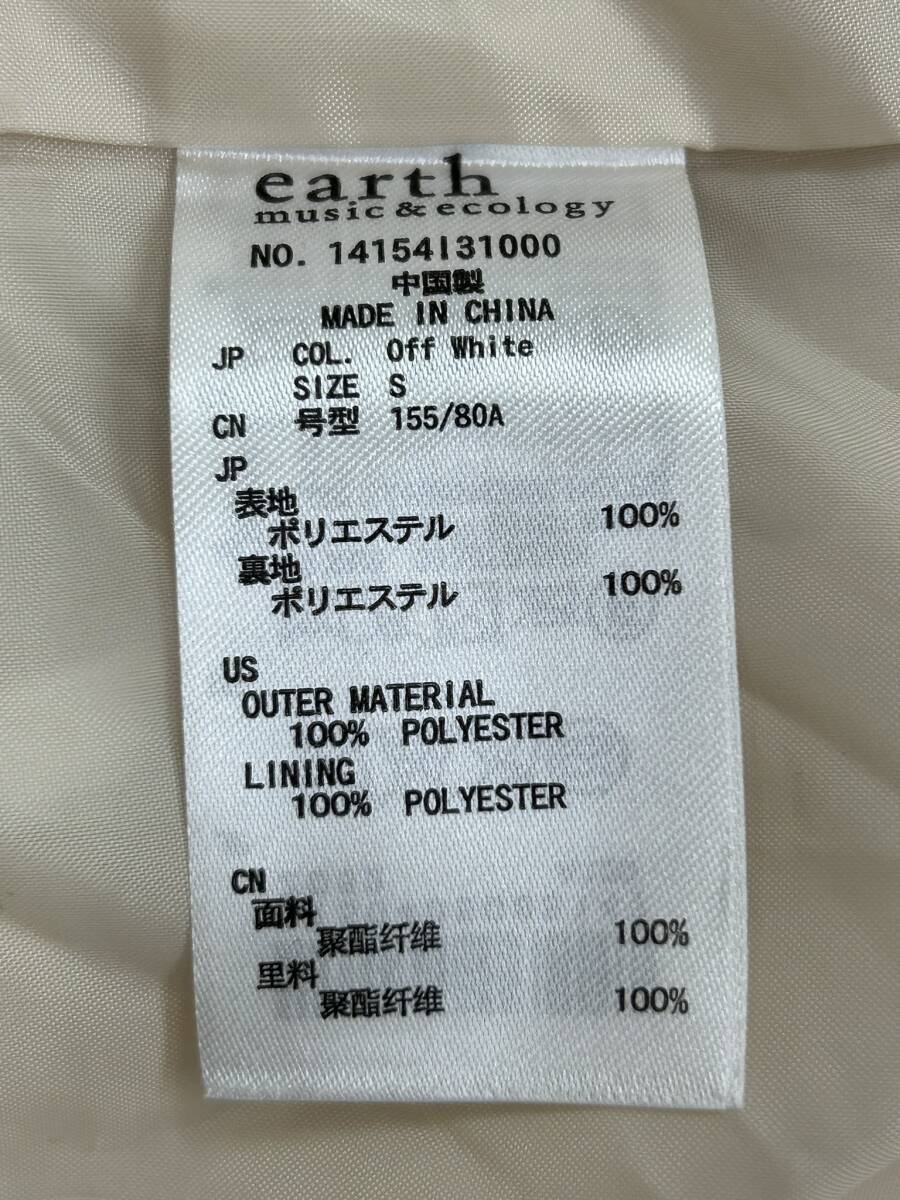 earth
music & ecology
NO. 14154131000
中国製
MADE IN CHINA
JP COL. Off White
SIZE S
CN 号型 155/80A
JP
表地
ポリエステル 100%
裏地
ポリエステル 100%
US
OUTER MATERIAL
100% POLYESTER
LINING
100% POLYESTER
CN
面料
聚酯纤维 100%
里料
聚酯纤维 100%